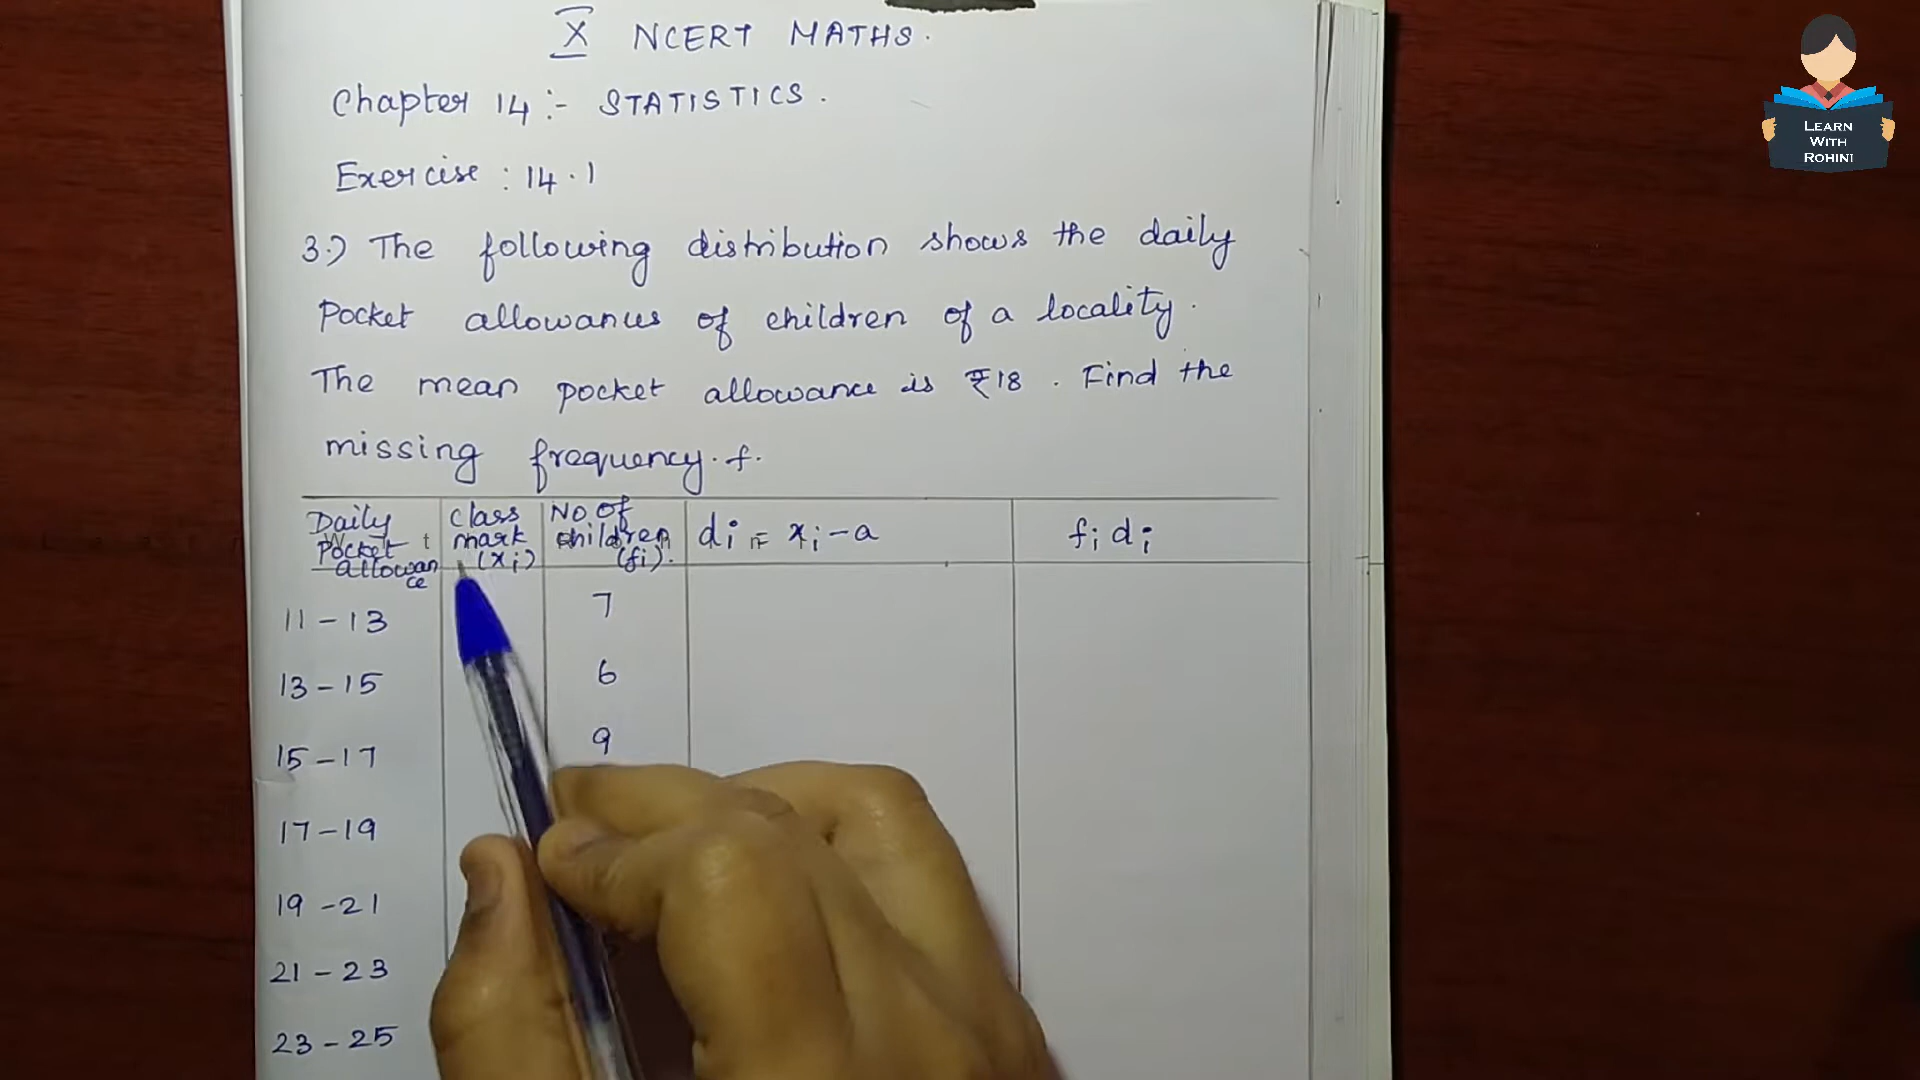 X NCERT MATHS.
Chapter 14 :- STATISTICS.
Exercise : 14.1
3.) The following distribution shows the daily
Pocket allowances of children of a locality.
The mean pocket allowance is ₹18. Find the
missing frequency. f.
Daily Pocket allowance | Class mark (xi) | No of children (fi). | di = xi - a | fi di
11 - 13 | 7
13 - 15 | 6
15 - 17 | 9
17 - 19
19 - 21
21 - 23
23 - 25
LEARN
WITH
ROHINI